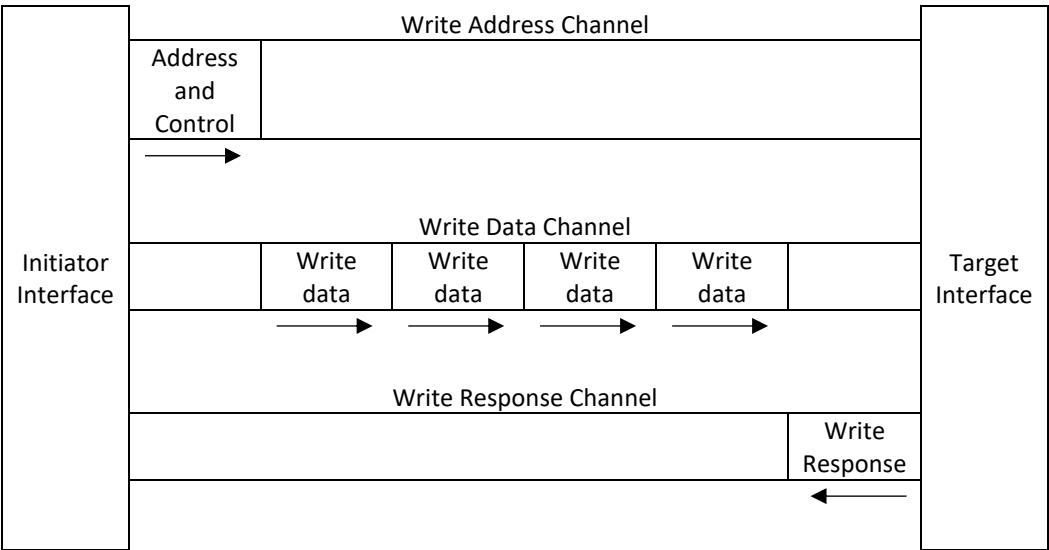 Write Address Channel
Address
and
Control
Write Data Channel
Initiator
Interface
Write
data
Write
data
Write
data
Write
data
Target
Interface
Write Response Channel
Write
Response